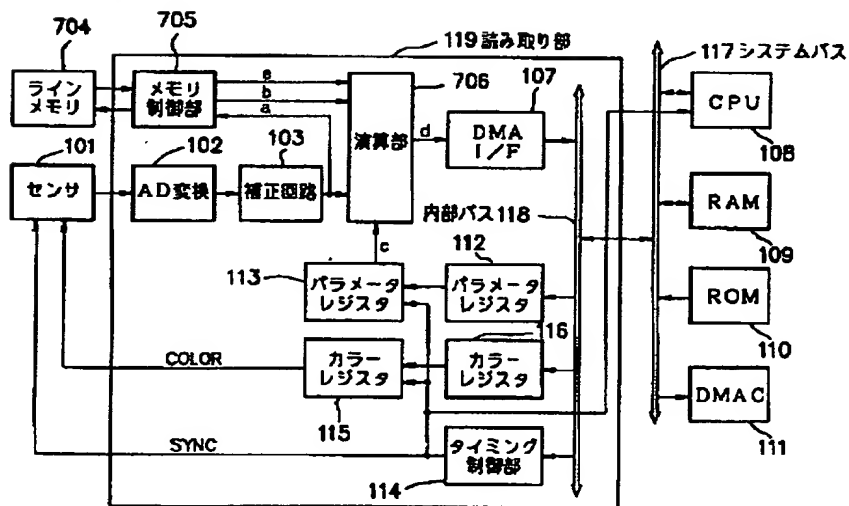 704
705
119 読み取り部
117 システムバス
ライン
メモリ
メモリ
制御部
e
b
a
706
107
CPU
108
101
102
103
演算部
d
DMA
I/F
センサ
AD変換
補正回路
内部バス 118
RAM
109
c
112
113
パラメータ
レジスタ
パラメータ
レジスタ
ROM
110
16
COLOR
カラー
レジスタ
カラー
レジスタ
115
DMAC
111
SYNC
タイミング
制御部
114